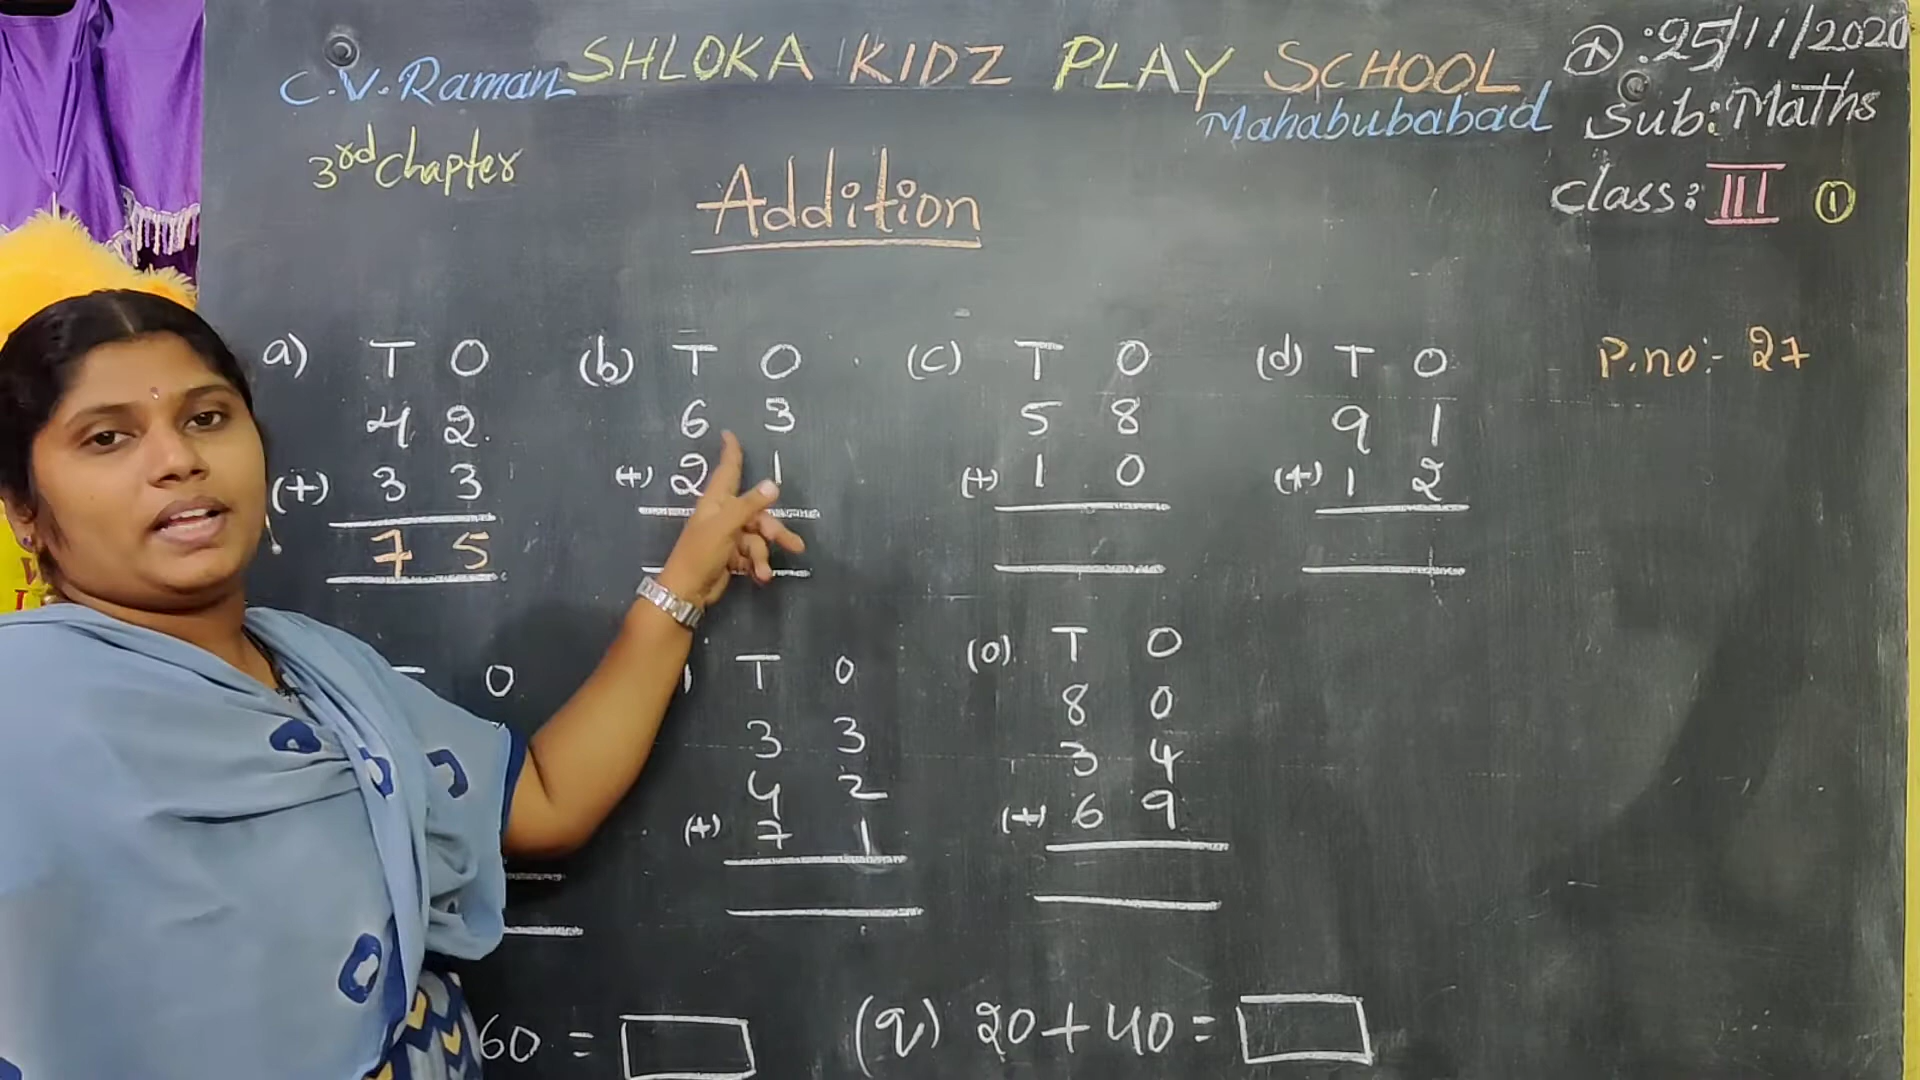 C.V. Raman SHLOKA KIDZ PLAY SCHOOL
Mahabubabad
D:25/11/2020
Sub: Maths
Class: III 1
3rd Chapter
Addition
P.no:- 27
a) T O (b) T O (c) T O (d) T O
4 2 6 3 5 8 9 1
(+) 3 3 (+) 2 1 (+) 1 0 (+) 1 2
7 5
O T O (o) T O
3 3 8 0
4 2 3 4
(+) 7 1 (+) 6 9
60 = (q) 20+40=